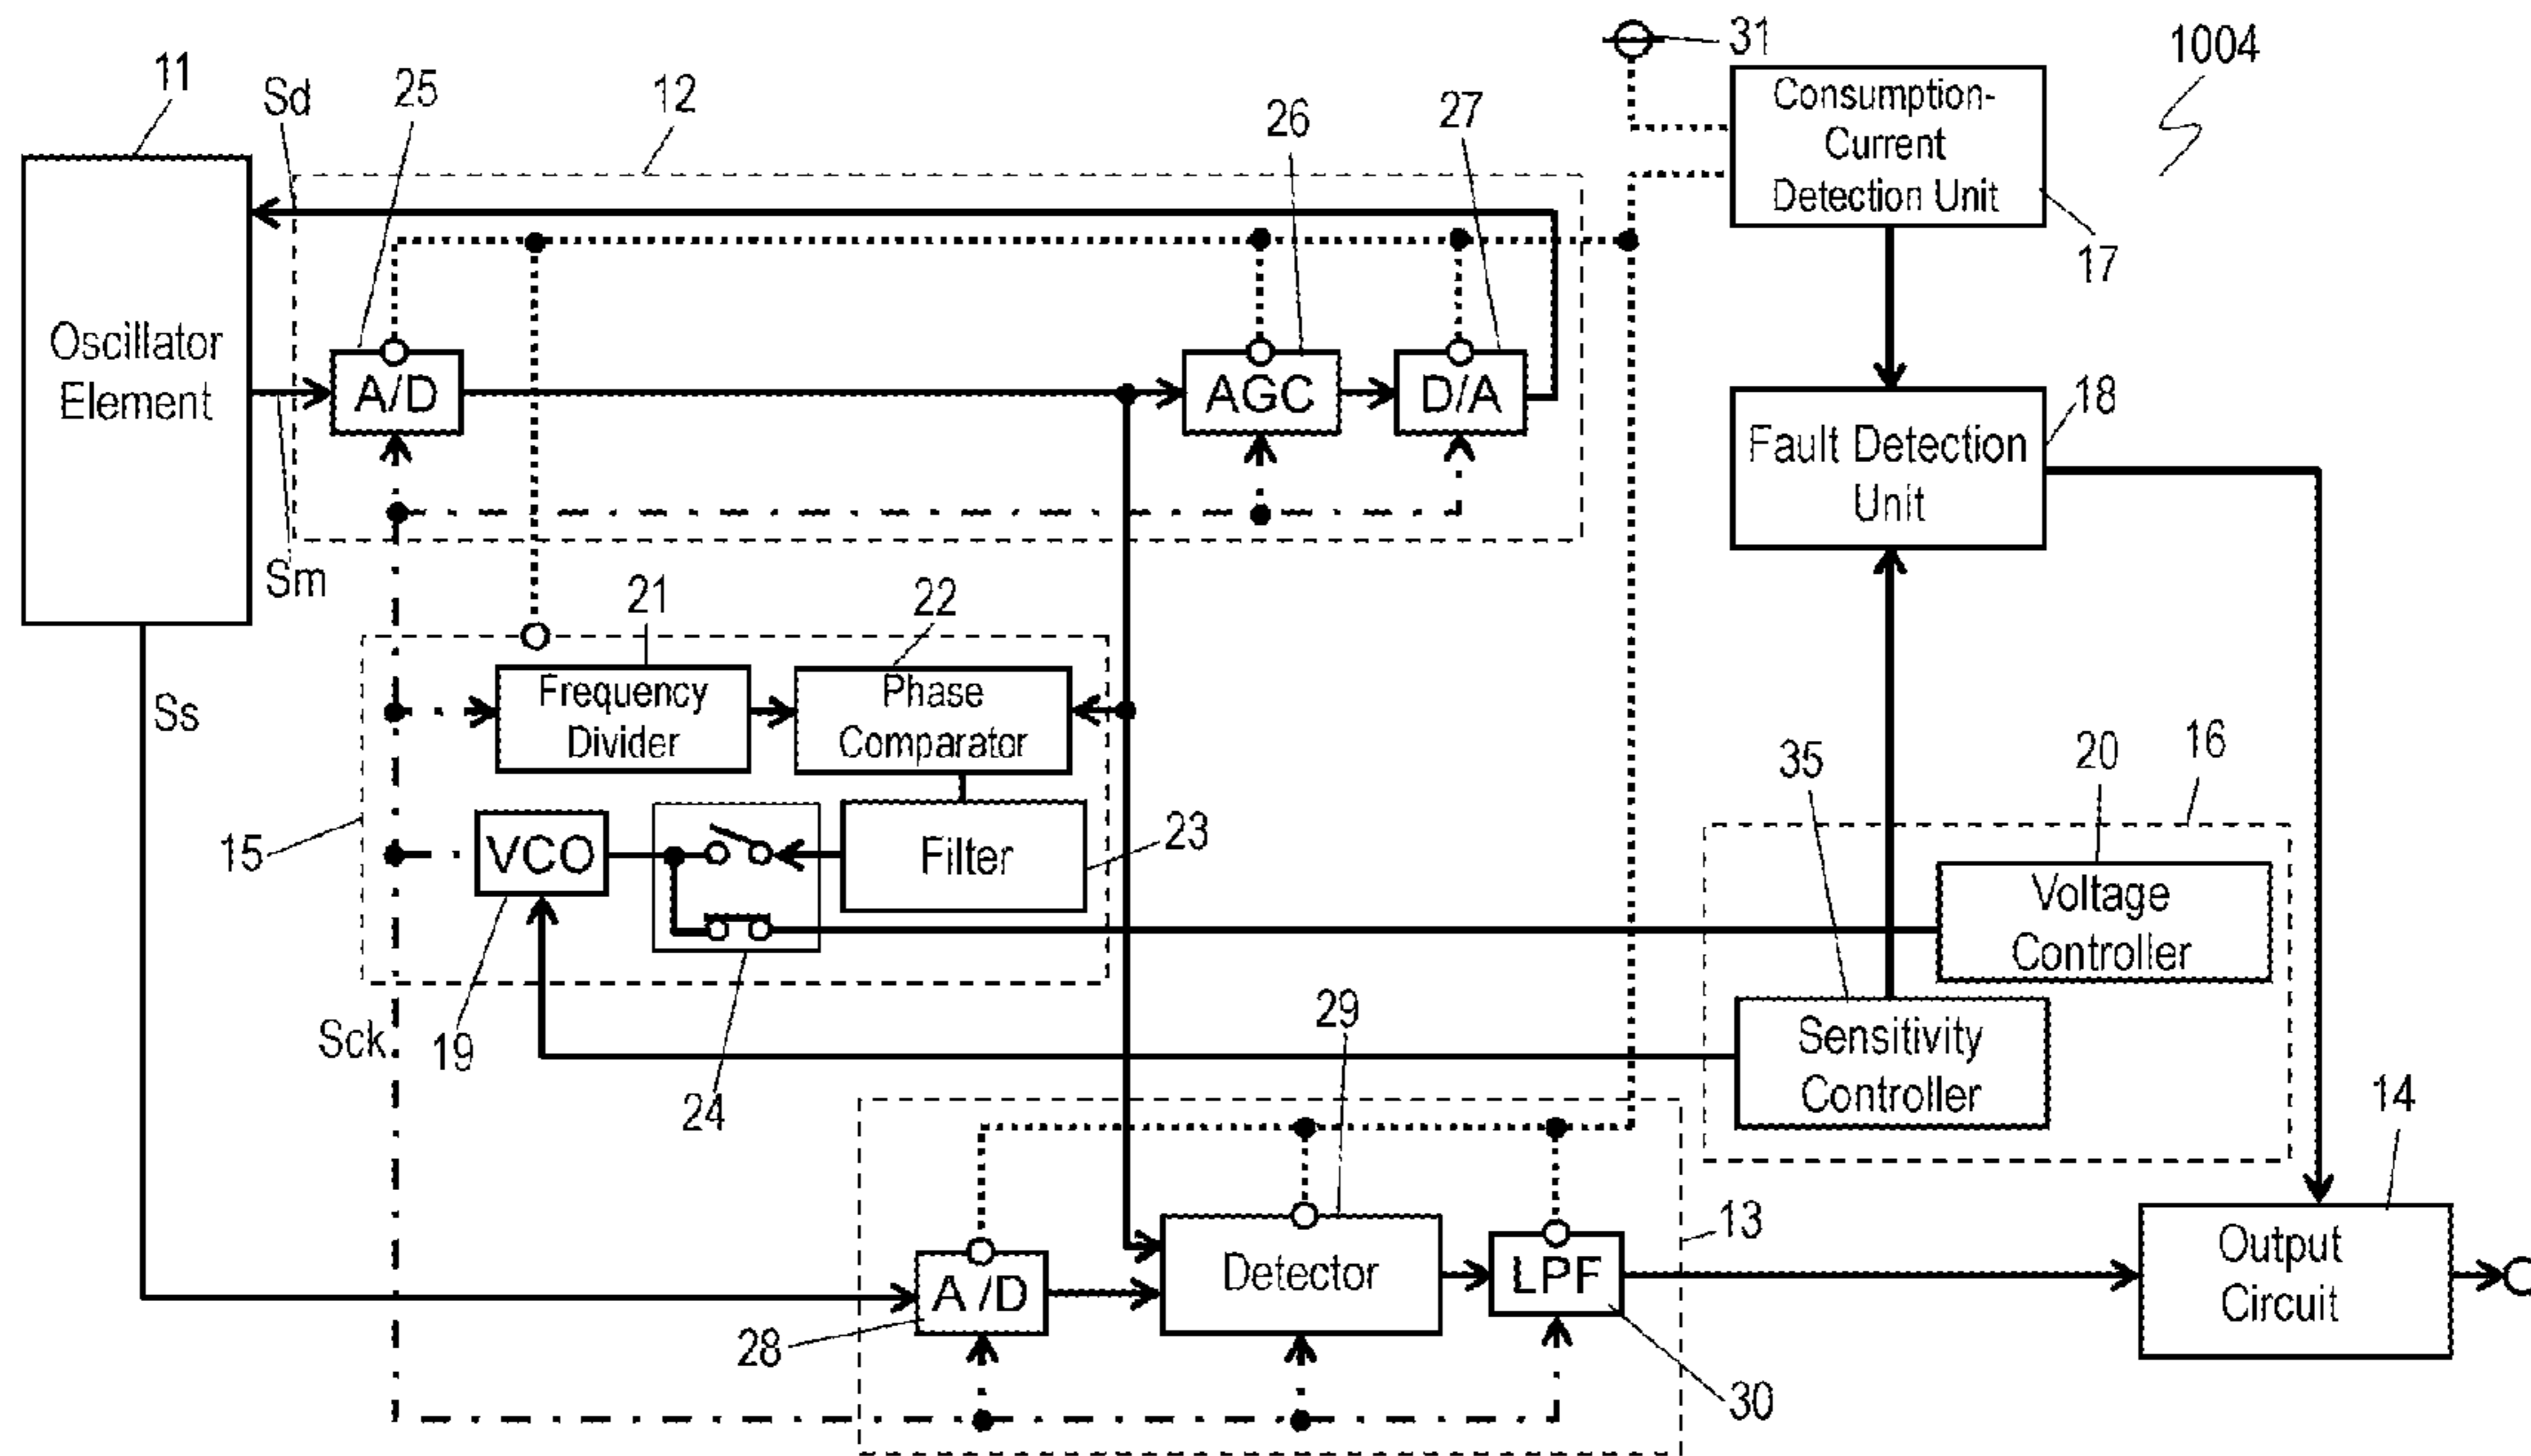 31
1004
11
Sd
25
12
26
27
Consumption-
Current
Detection Unit
17
Oscillator
Element
A/D
AGC
D/A
18
Fault Detection
Unit
Sm
21
22
Ss
Frequency
Divider
Phase
Comparator
35
20
16
15
VCO
Filter
23
Voltage
Controller
Sck
19
24
29
Sensitivity
Controller
14
13
A/D
Detector
LPF
Output
Circuit
28
30